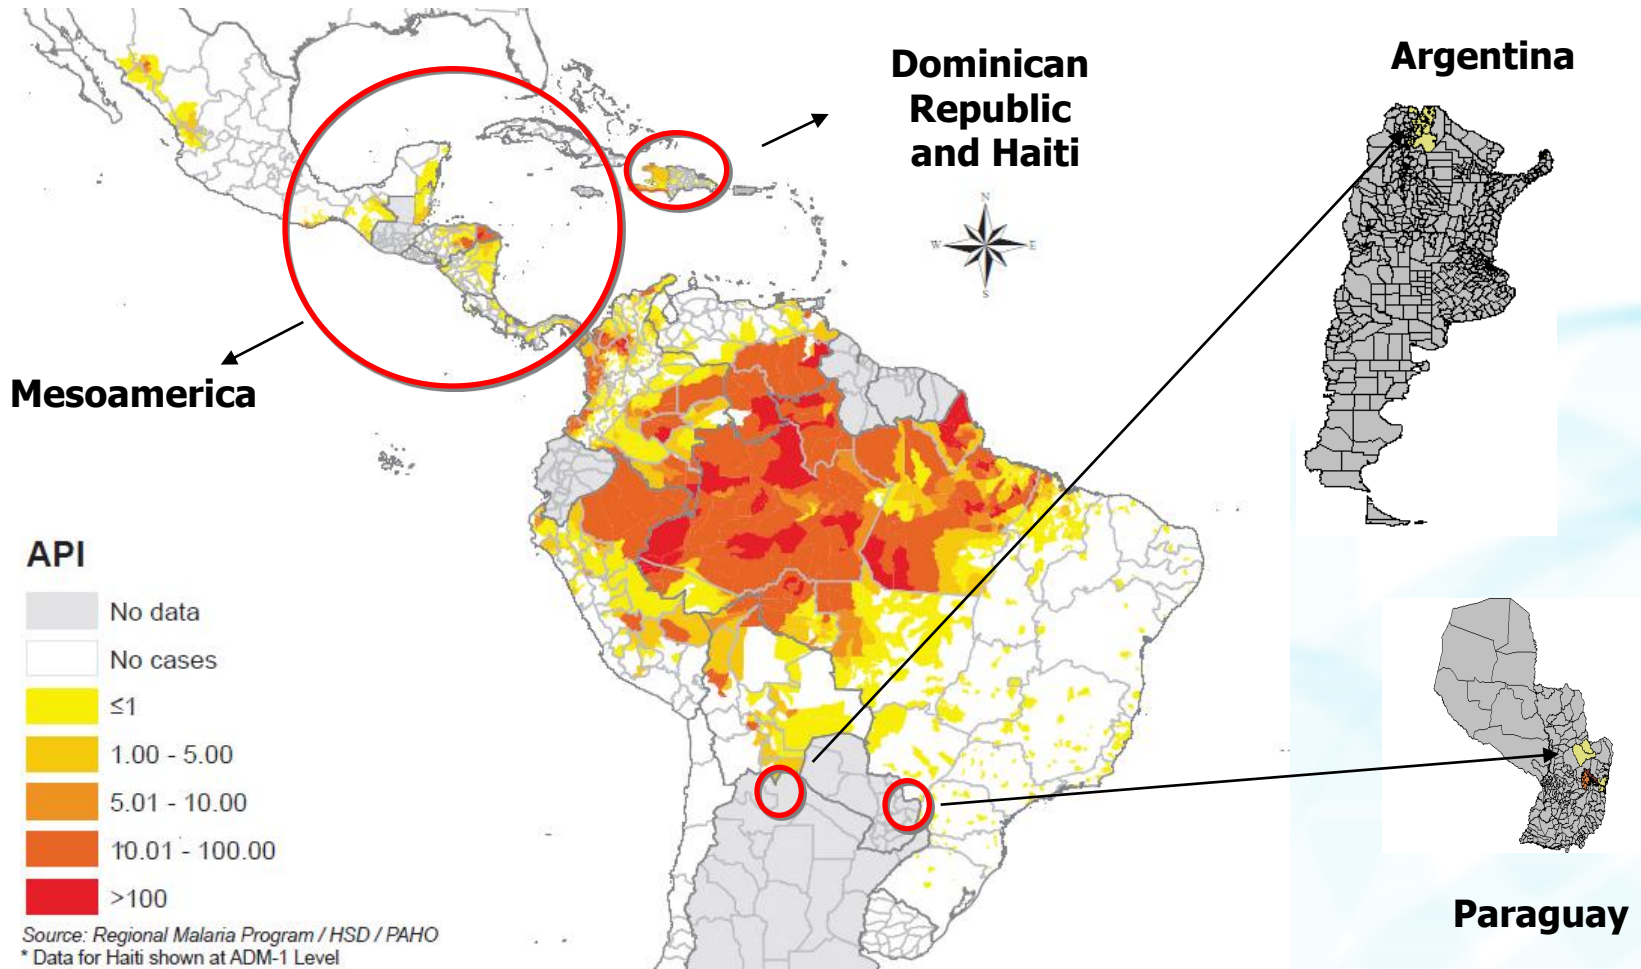 Dominican
Republic
and Haiti
Argentina
N
W
E
S
Mesoamerica
API
No data
No cases
≤1
1.00 - 5.00
5.01 - 10.00
10.01 - 100.00
>100
Source: Regional Malaria Program / HSD / PAHO
* Data for Haiti shown at ADM-1 Level
Paraguay